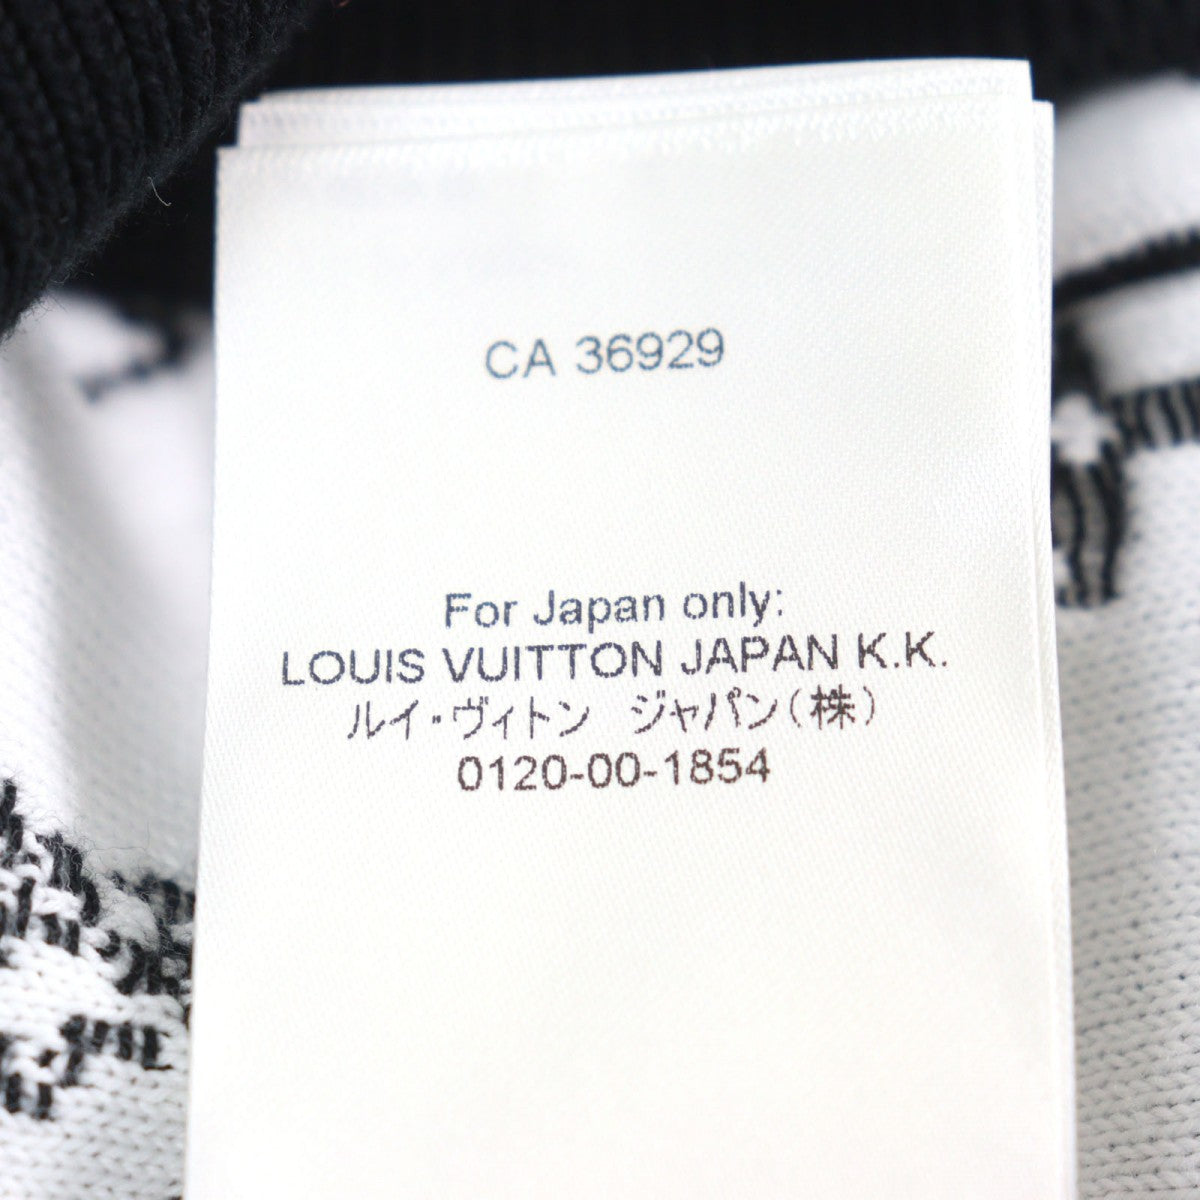 CA 36929
For Japan only:
LOUIS VUITTON JAPAN K.K.
ルイ・ヴィトン ジャパン(株)
0120-00-1854